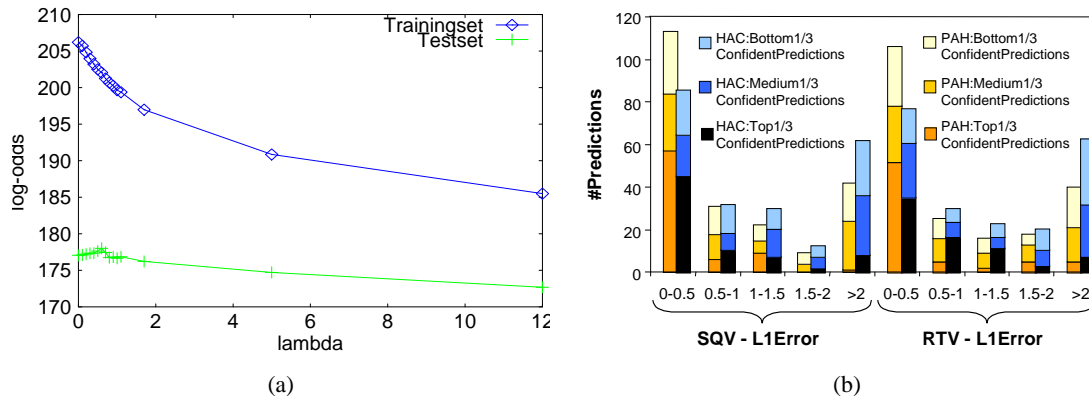 210
205
200
195
190
185
180
175
170
0 2 4 6 8 10 12
log-odds
lambda
Trainingset
Testset
(a)
120
100
80
60
40
20
0
#Predictions
HAC:Bottom1/3
ConfidentPredictions
HAC:Medium1/3
ConfidentPredictions
HAC:Top1/3
ConfidentPredictions
PAH:Bottom1/3
ConfidentPredictions
PAH:Medium1/3
ConfidentPredictions
PAH:Top1/3
ConfidentPredictions
0-0.5 0.5-1 1-1.5 1.5-2 >2 0-0.5 0.5-1 1-1.5 1.5-2 >2
SQV - L1Error RTV - L1Error
(b)